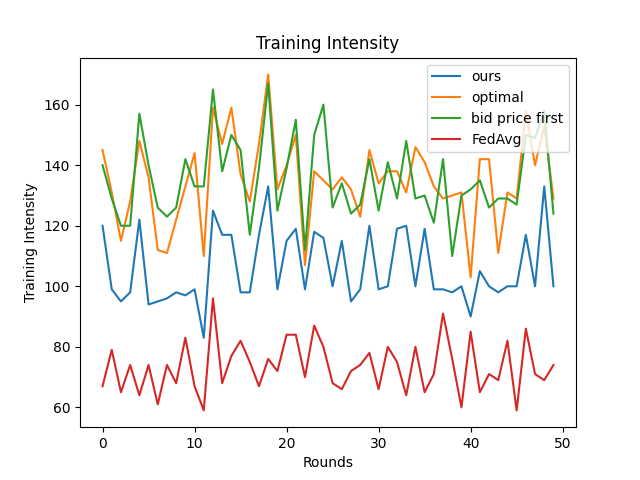 Training Intensity
Training Intensity
160
140
120
100
80
60
ours
optimal
bid price first
FedAvg
0
10
20
30
40
50
Rounds